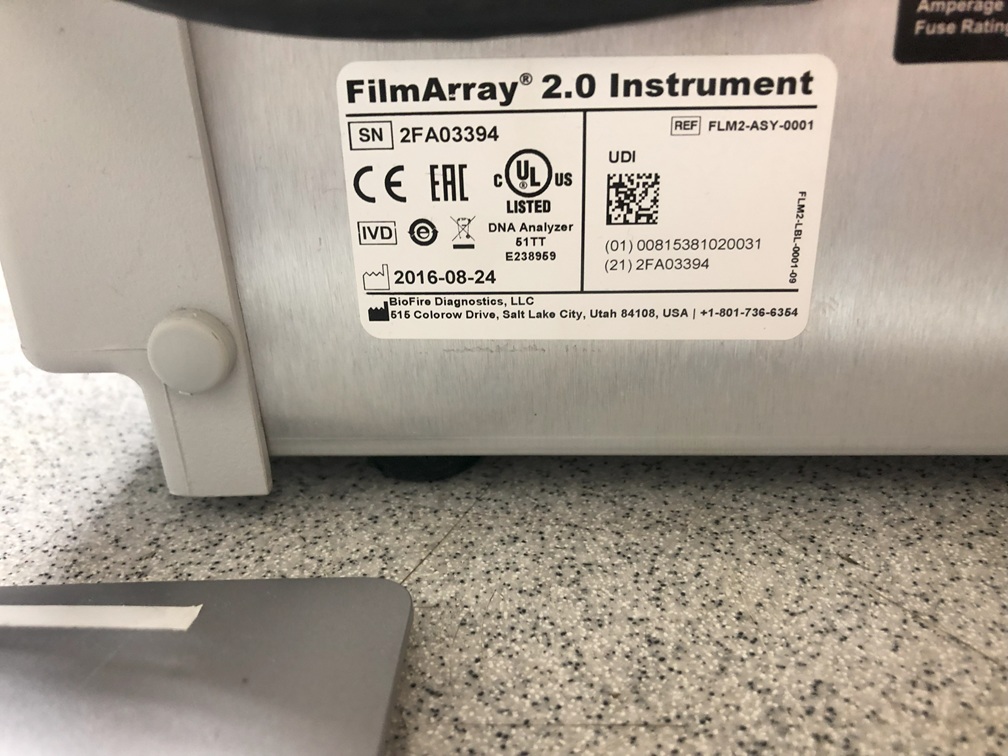 Amperage
Fuse Rating
FilmArray® 2.0 Instrument
SN 2FA03394
REF FLM2-ASY-0001
CE EAC C UL ® US
LISTED
IVD e
DNA Analyzer
51TT
E238959
2016-08-24
UDI
(01) 00815381020031
(21) 2FA03394
FLM2-LBL-0001-09
BioFire Diagnostics, LLC
515 Colorow Drive, Salt Lake City, Utah 84108, USA | +1-801-736-6354